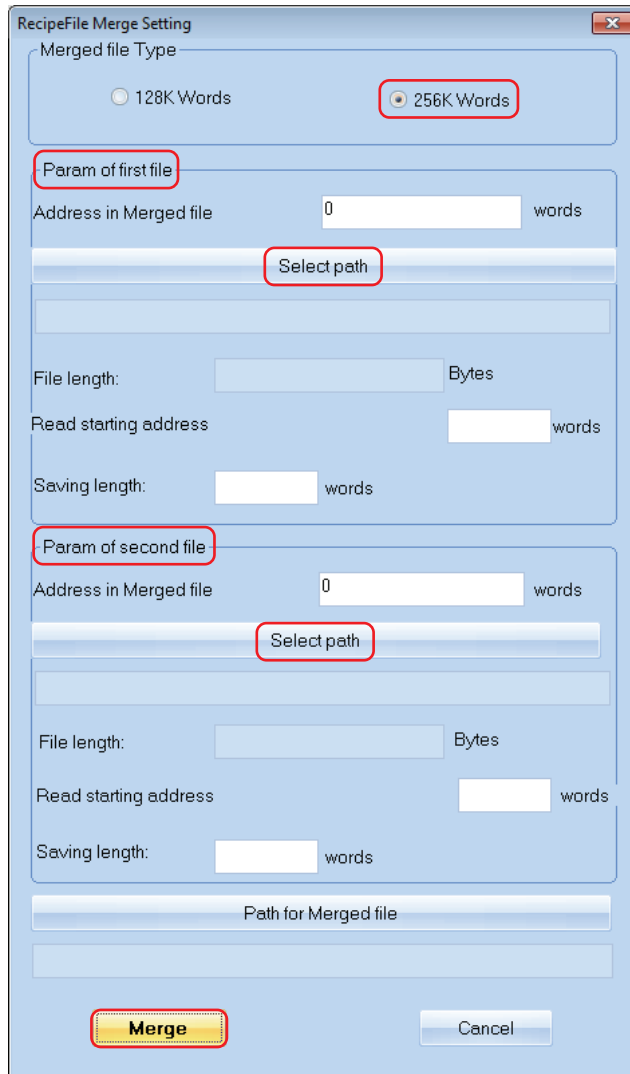 RecipeFile Merge Setting
Merged file Type
128K Words 256K Words
Param of first file
Address in Merged file 0 words
Select path
File length: Bytes
Read starting address words
Saving length: words
Param of second file
Address in Merged file 0 words
Select path
File length: Bytes
Read starting address words
Saving length: words
Path for Merged file
Merge Cancel